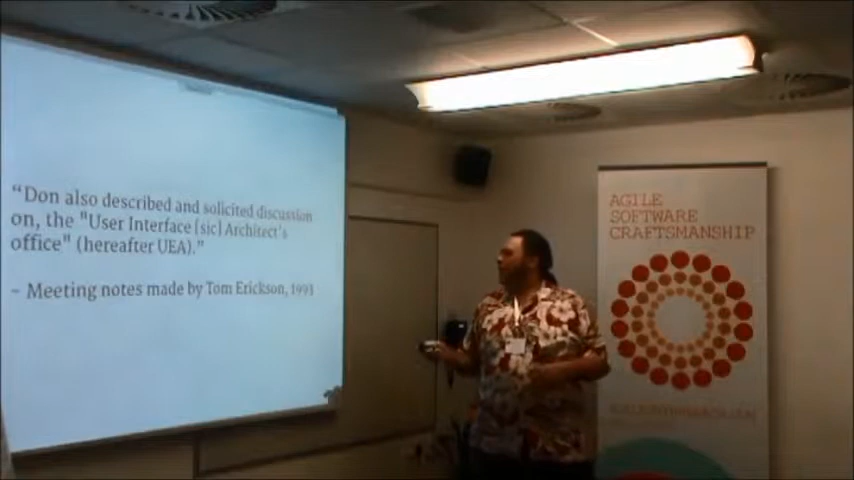 “Don also described and solicited discussion
on, the "User Interface [sic] Architect's
office" (hereafter UEA).”
– Meeting notes made by Tom Erickson, 1993
AGILE
SOFTWARE
CRAFTSMANSHIP